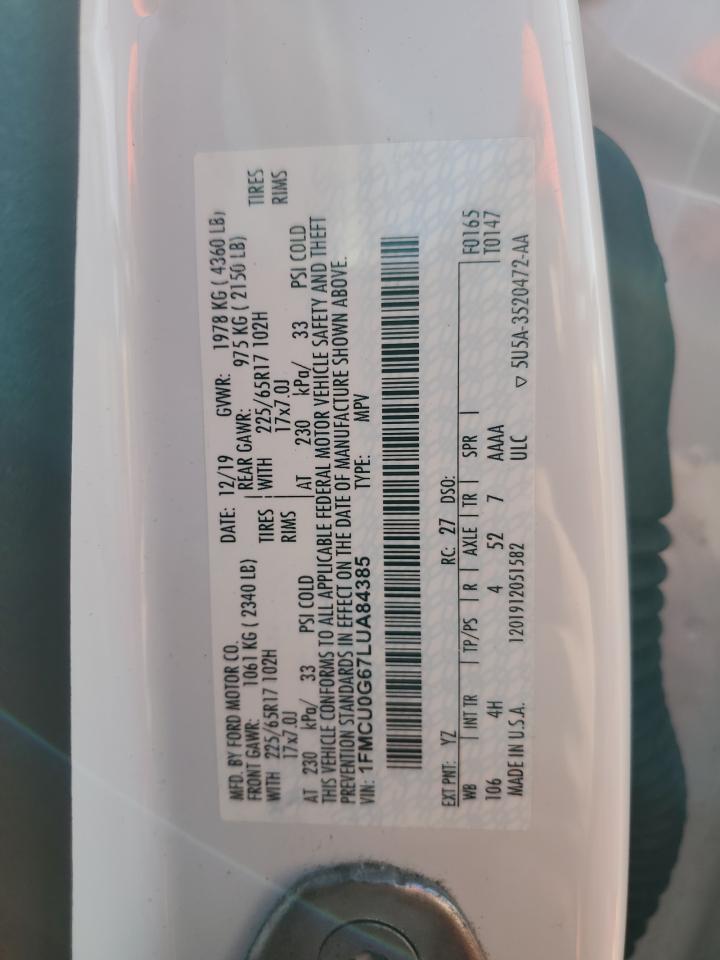 MFD. BY FORD MOTOR CO. DATE: 12/19 GVWR: 1978 KG ( 4360 LB)
FRONT GAWR: 1061 KG ( 2340 LB) REAR GAWR: 975 KG ( 2150 LB)
WITH 225/65R17 102H TIRES WITH 225/65R17 102H TIRES
17x7.0J RIMS 17x7.0J RIMS
AT 230 kPa/ 33 PSI COLD AT 230 kPa/ 33 PSI COLD
THIS VEHICLE CONFORMS TO ALL APPLICABLE FEDERAL MOTOR VEHICLE SAFETY AND THEFT
PREVENTION STANDARDS IN EFFECT ON THE DATE OF MANUFACTURE SHOWN ABOVE.
VIN: 1FMCU0G67LUA84385 TYPE: MPV
EXT PNT: YZ RC: 27 DSO: F0165
WB INT TR TP/PS R AXLE TR SPR T0147
106 4H 4 52 7 AAAA
MADE IN U.S.A. 1201912051582 ULC ▽ 5U5A-3520472-AA